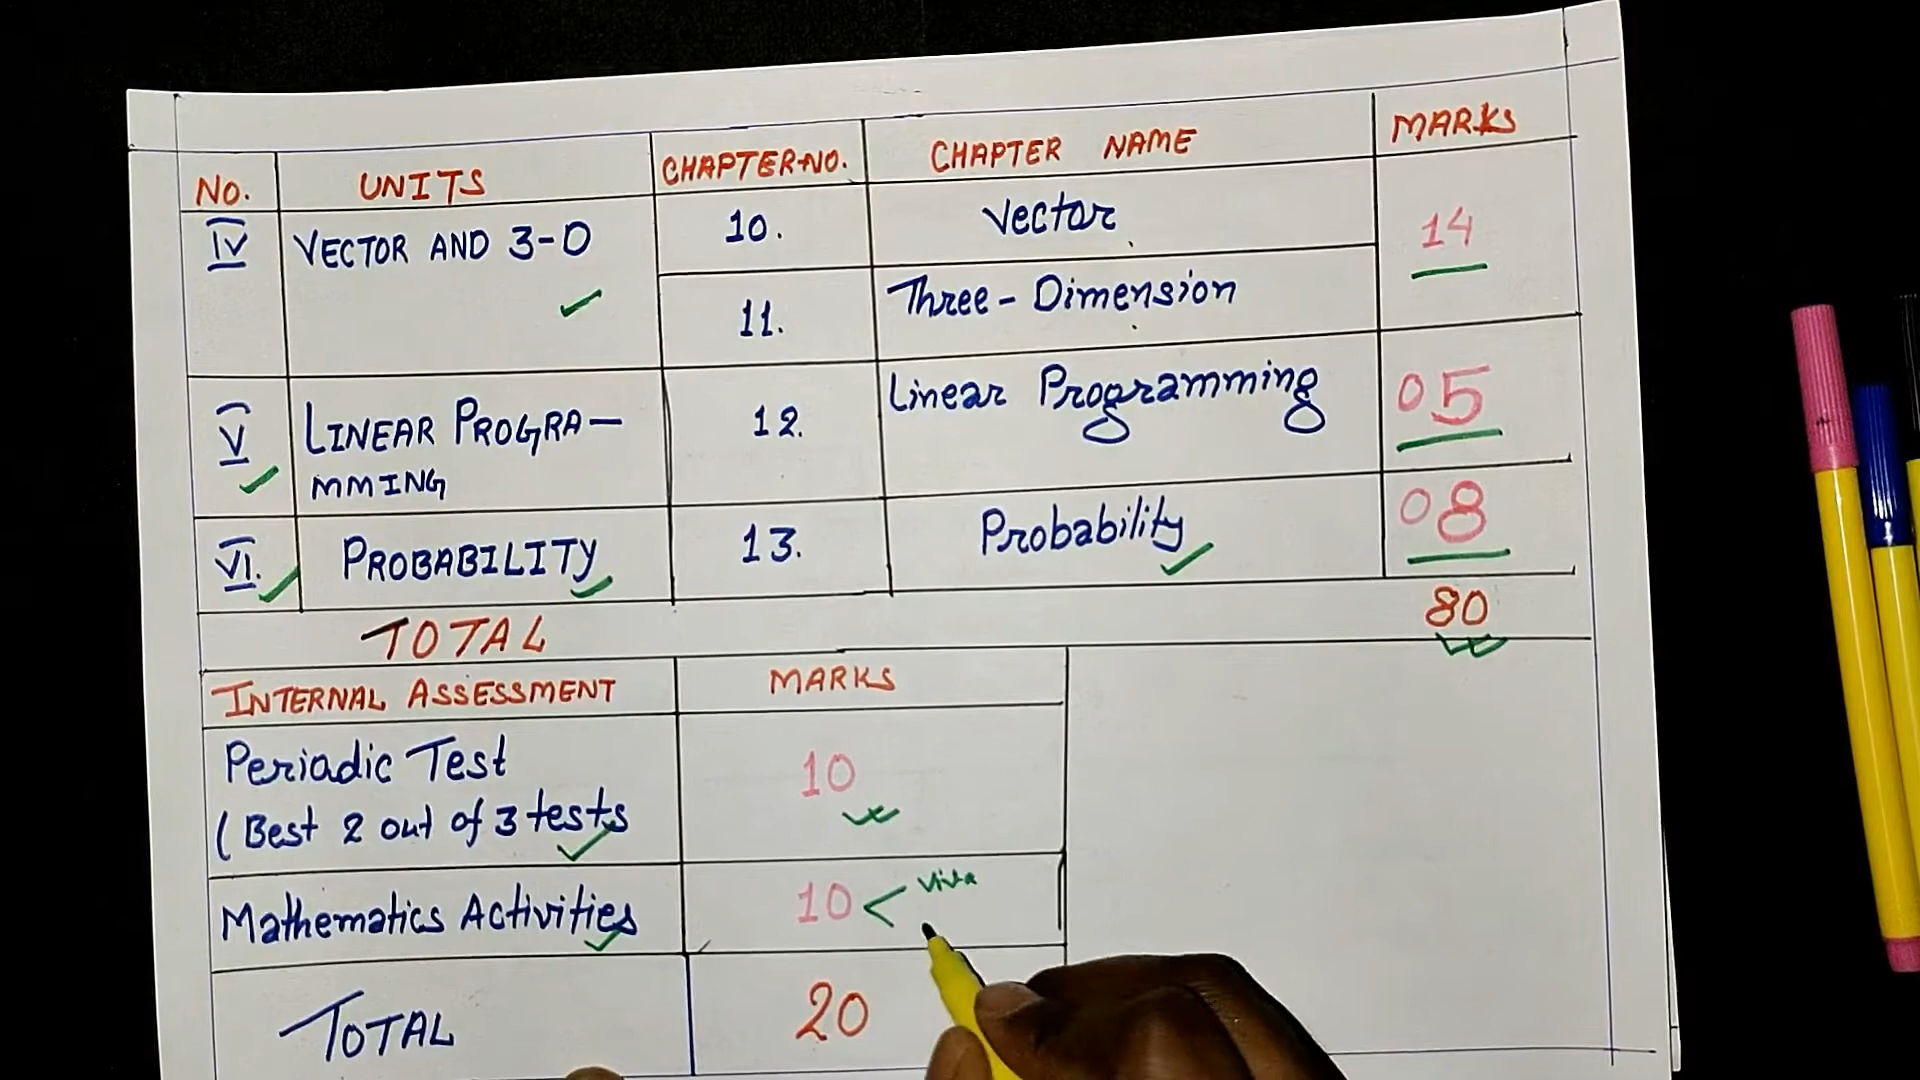 No. UNITS CHAPTER-NO. CHAPTER NAME MARKS
IV VECTOR AND 3-D 10. Vector 14
11. Three-Dimension
V LINEAR PROGRA- 12. Linear Programming 05
MMING
VI. PROBABILITY 13. Probability 08
TOTAL 80
INTERNAL ASSESSMENT MARKS
Periadic Test 10
(Best 2 out of 3 tests
Mathematics Activities 10 < viva
TOTAL 20